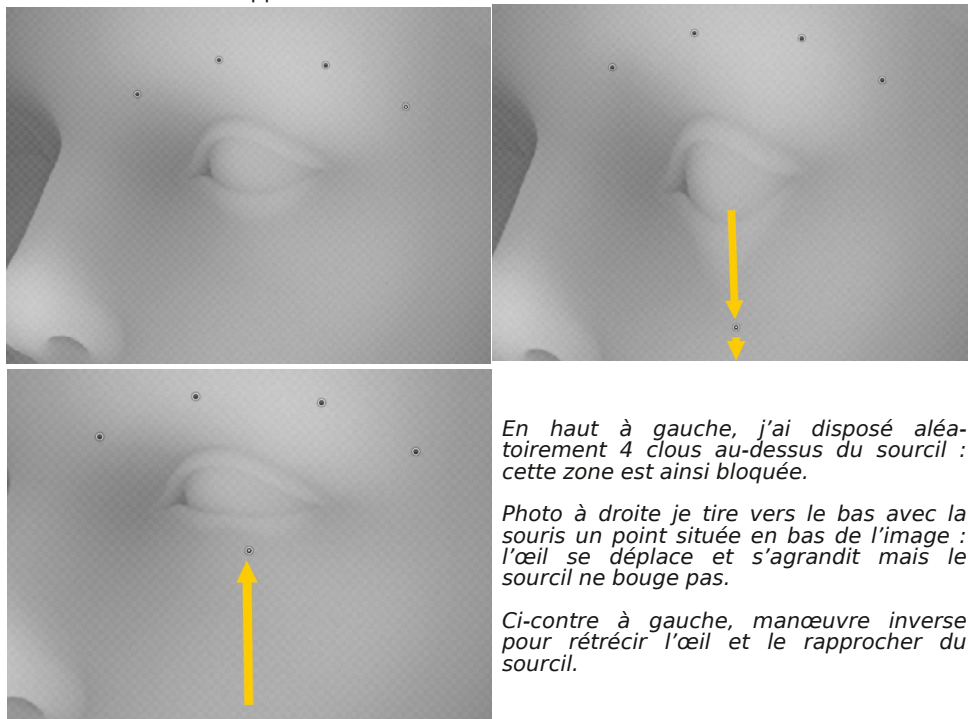 En haut à gauche, j'ai disposé aléa-
toirement 4 clous au-dessus du sourcil :
cette zone est ainsi bloquée.
Photo à droite je tire vers le bas avec la
souris un point située en bas de l'image :
l'œil se déplace et s'agrandit mais le
sourcil ne bouge pas.
Ci-contre à gauche, manœuvre inverse
pour rétrécir l'œil et le rapprocher du
sourcil.